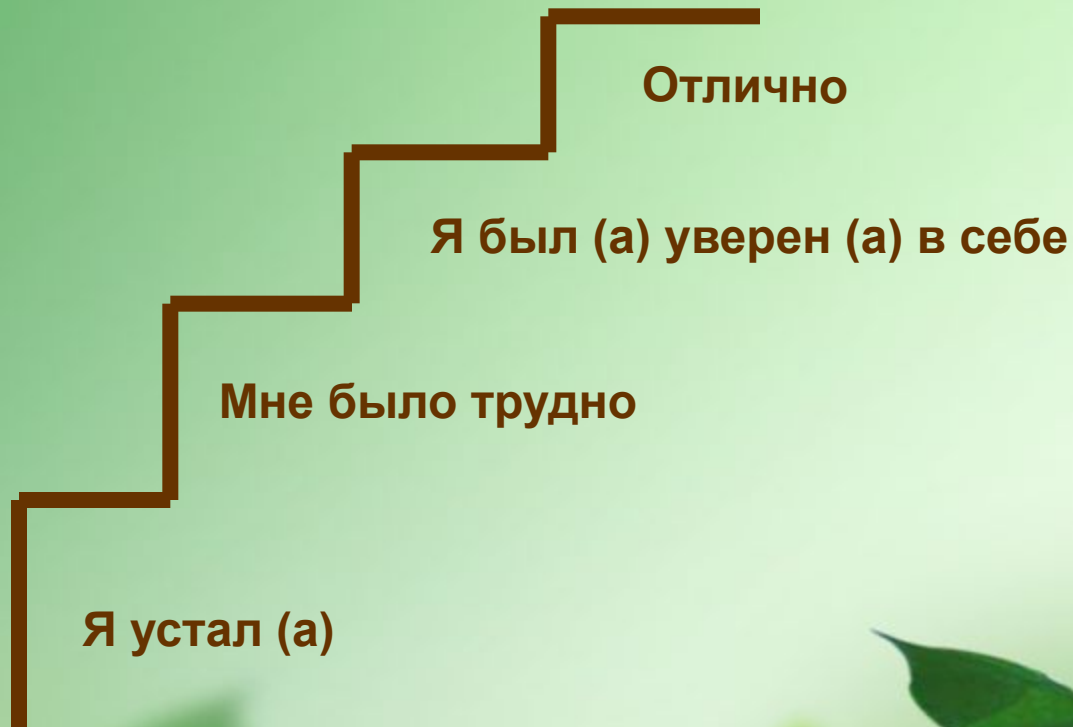 Отлично
Я был (а) уверен (а) в себе
Мне было трудно
Я устал (а)